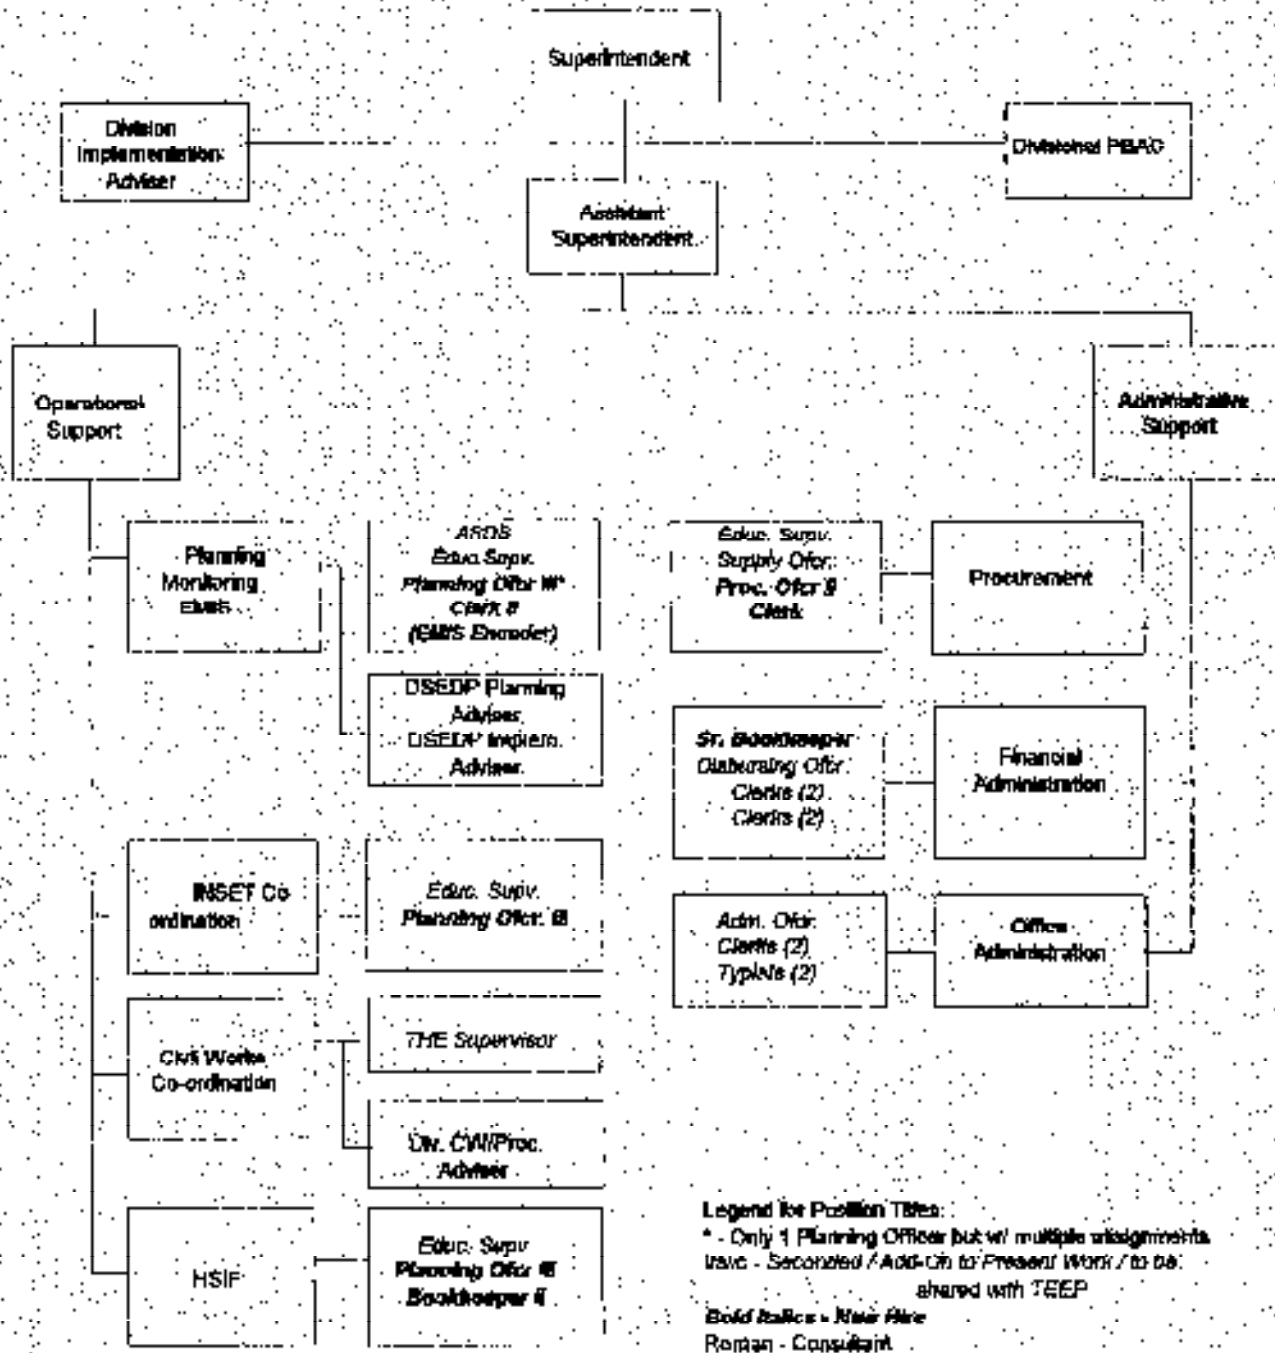 Superintendent
Division
Implementation
Adviser
Divisional PBAC
Assistant
Superintendent
Operational
Support
Administrative
Support
Planning
Monitoring
EMIS
ASDS
Educ. Supv.
Planning Ofcr III*
Clerk II
(EMIS Encoder)
DSEDP Planning
Adviser
DSEDP Implem.
Adviser
Educ. Supv.
Supply Ofcr.
Proc. Ofcr II
Clerk
Procurement
Sr. Bookkeeper
Disbursing Ofcr.
Clerks (2)
Clerks (2)
Financial
Administration
INSET Co
ordination
Educ. Supv.
Planning Ofcr. III
Adm. Ofcr.
Clerks (2)
Typists (2)
Office
Administration
Civil Works
Co-ordination
THE Supervisor
Div. CW/Proc.
Adviser
HSIF
Educ. Supv
Planning Ofcr III
Bookkeeper II
Legend for Position Titles:
* - Only 1 Planning Officer but w/ multiple assignments
- Seconded / Add-On to Present Work / to be
shared with TEEP
Bold Italics - New Hire
Roman - Consultant